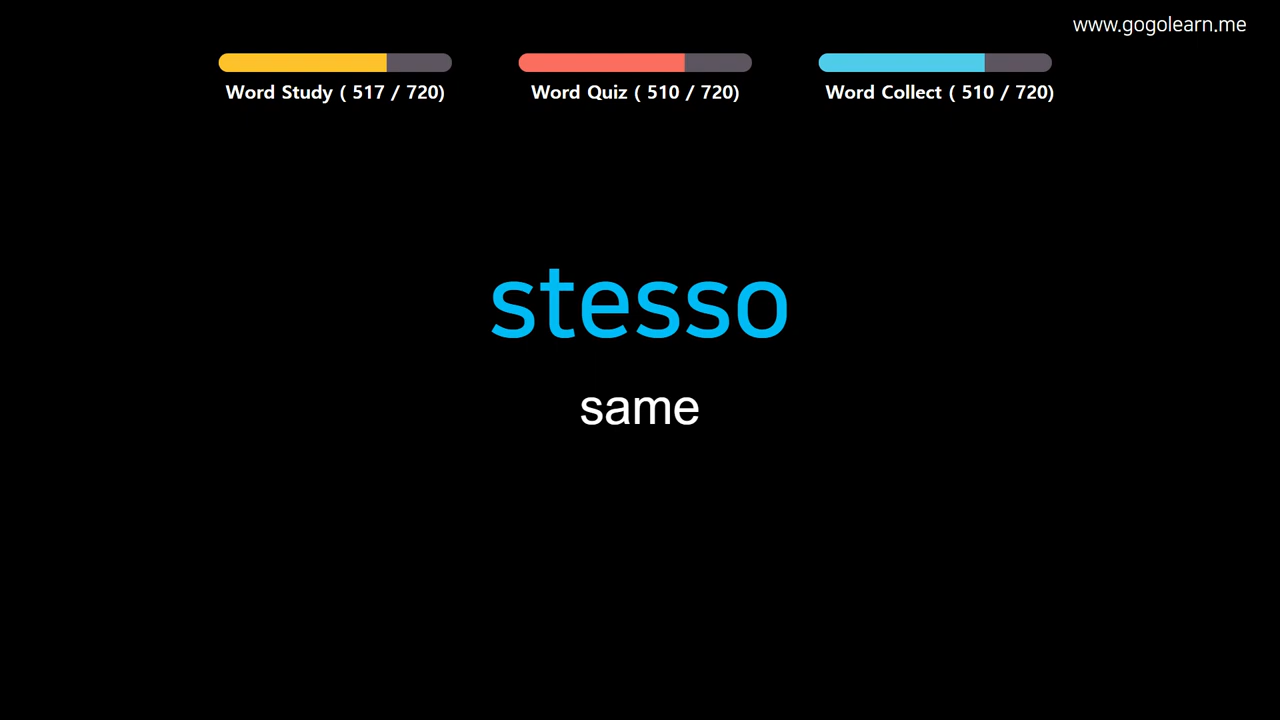 www.gogolearn.me
Word Study ( 517 / 720)
Word Quiz ( 510 / 720)
Word Collect ( 510 / 720)
stesso
same